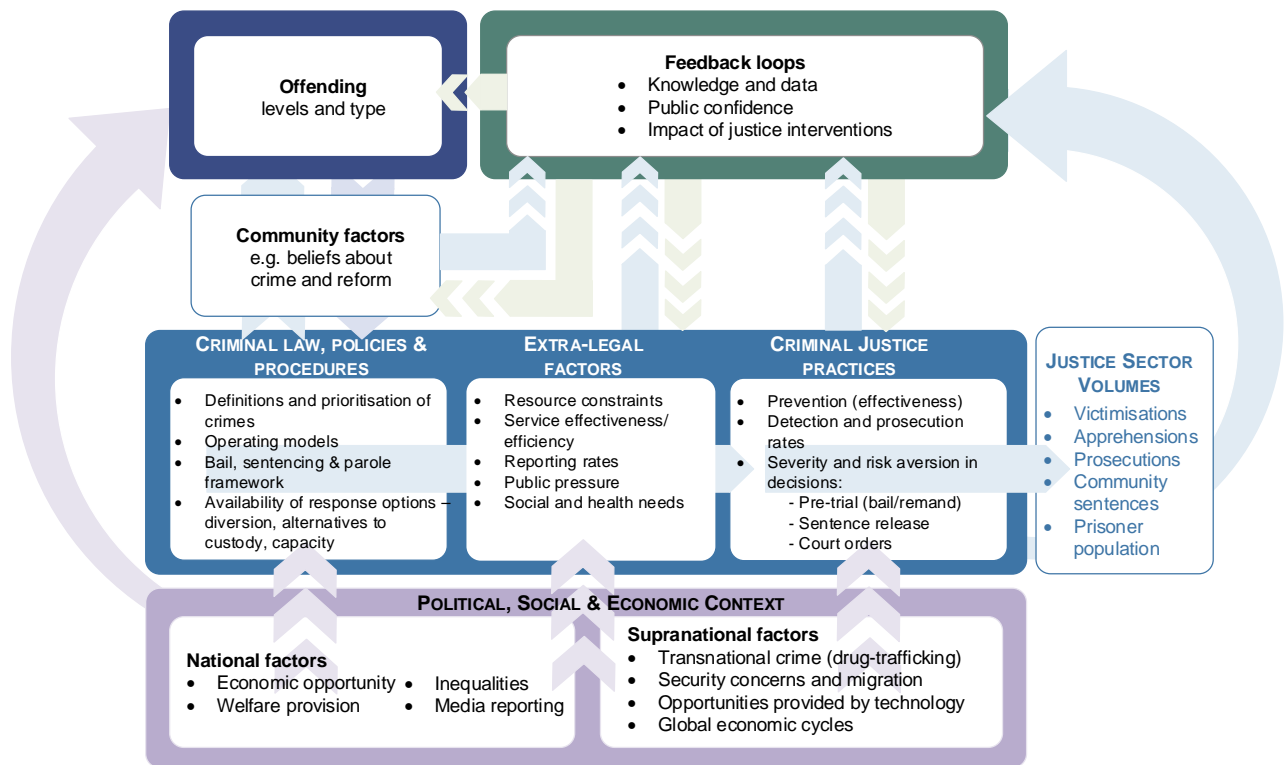 Offending
levels and type
Feedback loops
• Knowledge and data
• Public confidence
• Impact of justice interventions
Community factors
e.g. beliefs about
crime and reform
CRIMINAL LAW, POLICIES &
PROCEDURES
• Definitions and prioritisation of
crimes
• Operating models
• Bail, sentencing & parole
framework
• Availability of response options –
diversion, alternatives to
custody, capacity
EXTRA-LEGAL
FACTORS
• Resource constraints
• Service effectiveness/
efficiency
• Reporting rates
• Public pressure
• Social and health needs
CRIMINAL JUSTICE
PRACTICES
• Prevention (effectiveness)
• Detection and prosecution
rates
• Severity and risk aversion in
decisions:
- Pre-trial (bail/remand)
- Sentence release
- Court orders
JUSTICE SECTOR
VOLUMES
• Victimisations
• Apprehensions
• Prosecutions
• Community
sentences
• Prisoner
population
POLITICAL, SOCIAL & ECONOMIC CONTEXT
National factors
• Economic opportunity
• Welfare provision
• Inequalities
• Media reporting
Supranational factors
• Transnational crime (drug-trafficking)
• Security concerns and migration
• Opportunities provided by technology
• Global economic cycles